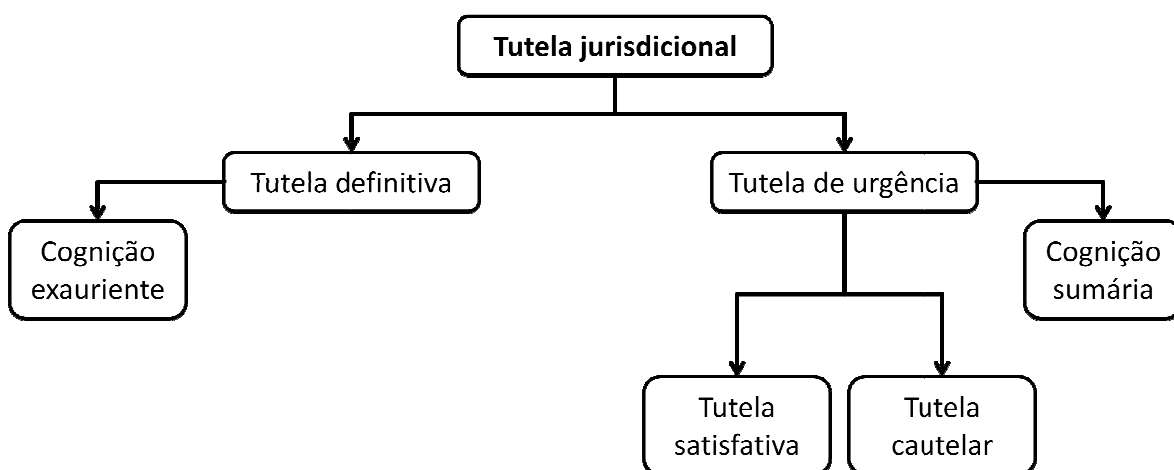 Tutela jurisdicional
Tutela definitiva
Tutela de urgência
Cognição
exauriente
Cognição
sumária
Tutela
satisfativa
Tutela
cautelar